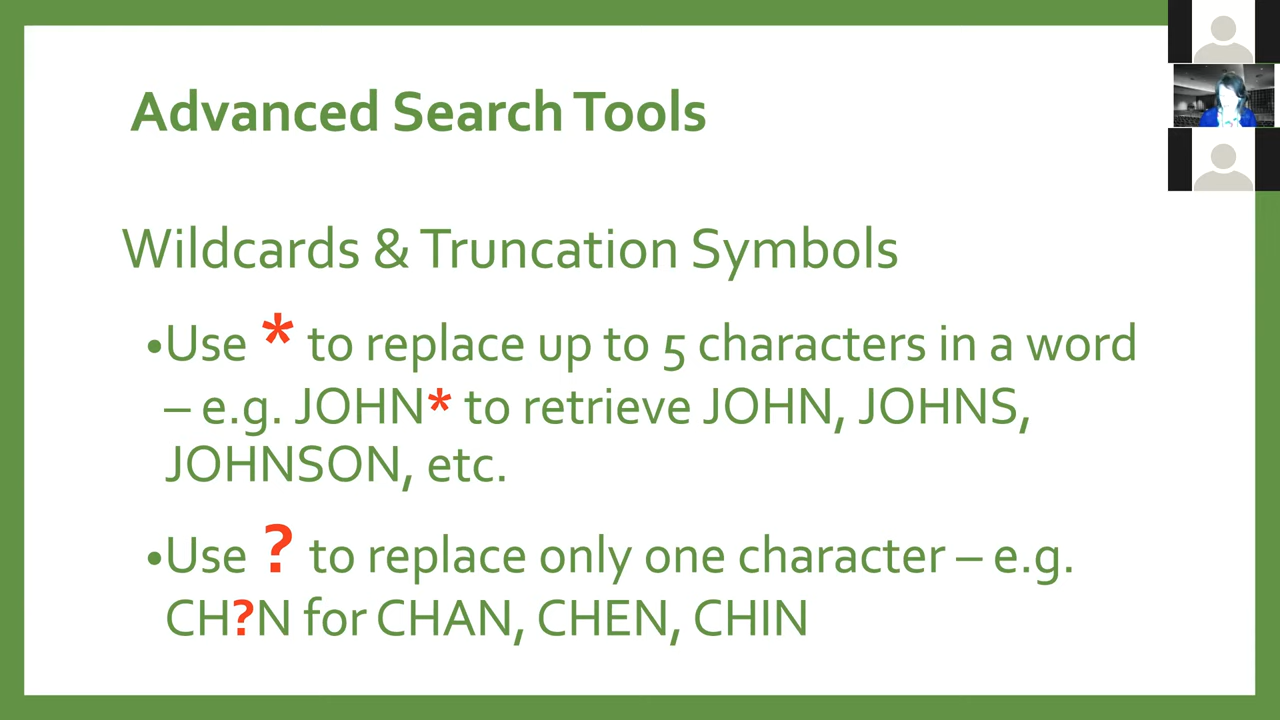 Advanced Search Tools
Wildcards & Truncation Symbols
•Use * to replace up to 5 characters in a word
– e.g. JOHN* to retrieve JOHN, JOHNS,
JOHNSON, etc.
•Use ? to replace only one character – e.g.
CH?N for CHAN, CHEN, CHIN